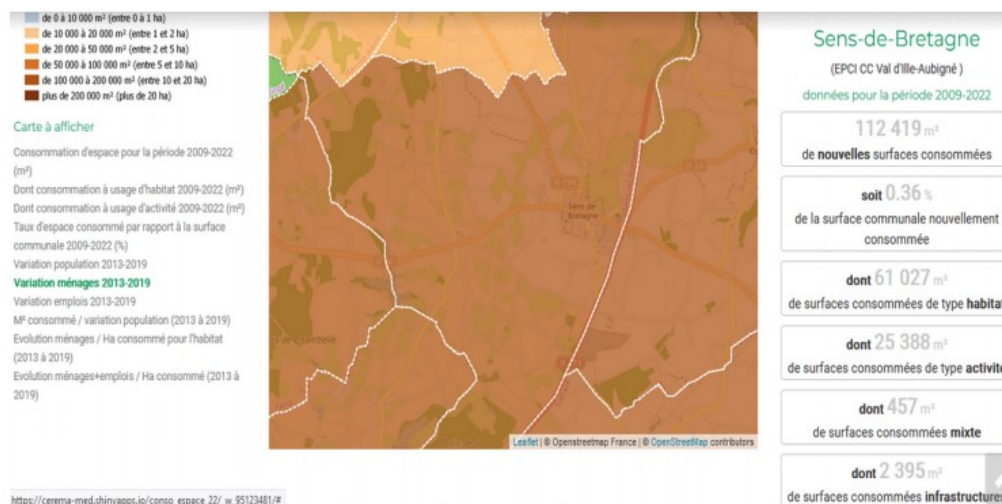 de 0 à 10 000 m² (entre 0 à 1 ha)
de 10 000 à 20 000 m² (entre 1 et 2 ha)
de 20 000 à 50 000 m² (entre 2 et 5 ha)
de 50 000 à 100 000 m² (entre 5 et 10 ha)
de 100 000 à 200 000 m² (entre 10 et 20 ha)
plus de 200 000 m² (plus de 20 ha)
Carte à afficher
Consommation d'espace pour la période 2009-2022
(m²)
Dont consommation à usage d'habitat 2009-2022 (m²)
Dont consommation à usage d'activité 2009-2022 (m²)
Taux d'espace consommé par rapport à la surface
communale 2009-2022 (%)
Variation population 2013-2019
Variation ménages 2013-2019
Variation emplois 2013-2019
M² consommé / variation population (2013 à 2019)
Evolution ménages / Ha consommé pour l'habitat
(2013 à 2019)
Evolution ménages+emplois / Ha consommé (2013 à
2019)
Sens-de-
Bretagne
Leaflet | © Openstreetmap France | © OpenStreetMap contributors
Sens-de-Bretagne
(EPCI CC Val d'Ille-Aubigné )
données pour la période 2009-2022
112 419 m²
de nouvelles surfaces consommées
soit 0.36 %
de la surface communale nouvellement
consommée
dont 61 027 m²
de surfaces consommées de type habitat
dont 25 388 m²
de surfaces consommées de type activité
dont 457 m²
de surfaces consommées mixte
dont 2 395 m²
de surfaces consommées infrastructures
https://cerema-med.shinyapps.io/conso_espace_22/_w_95123481/#